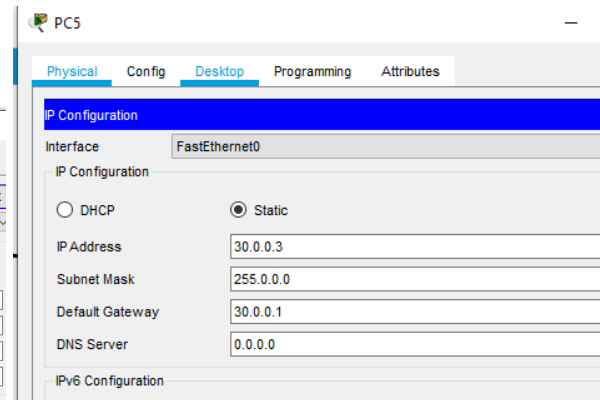 PC5
Physical Config Desktop Programming Attributes
IP Configuration
Interface FastEthernet0
IP Configuration
DHCP Static
IP Address 30.0.0.3
Subnet Mask 255.0.0.0
Default Gateway 30.0.0.1
DNS Server 0.0.0.0
IPv6 Configuration